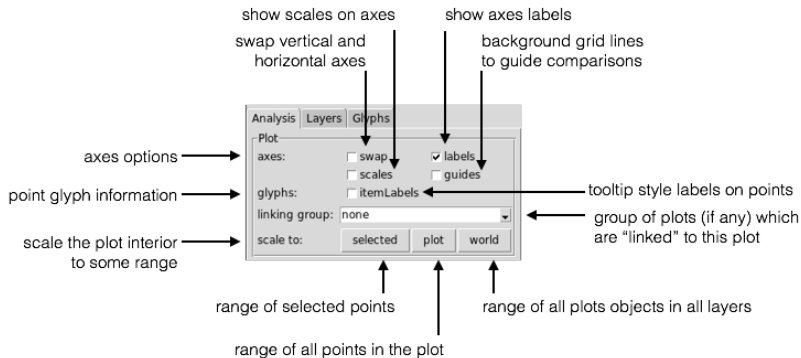 show scales on axes
show axes labels
swap vertical and
horizontal axes
background grid lines
to guide comparisons
Analysis Layers Glyphs
Plot
axes: swap labels
scales guides
glyphs: itemLabels
linking group: none
scale to: selected plot world
axes options
point glyph information
scale the plot interior
to some range
tooltip style labels on points
group of plots (if any) which
are “linked” to this plot
range of selected points
range of all plots objects in all layers
range of all points in the plot